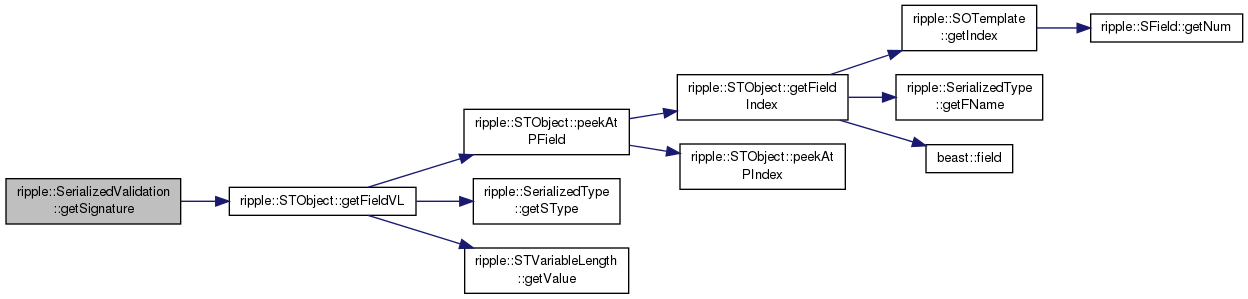 ripple::SerializedValidation
::getSignature
ripple::STObject::getFieldVL
ripple::STObject::peekAt
PField
ripple::SerializedType
::getSType
ripple::STVariableLength
::getValue
ripple::STObject::getField
Index
ripple::STObject::peekAt
PIndex
ripple::SOTemplate
::getIndex
ripple::SerializedType
::getFName
beast::field
ripple::SField::getNum